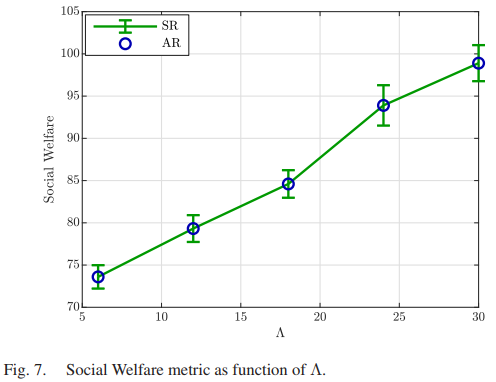 105
100
95
90
85
80
75
70
Social Welfare
SR
AR
5 10 15 20 25 30
Λ
Fig. 7. Social Welfare metric as function of Λ.